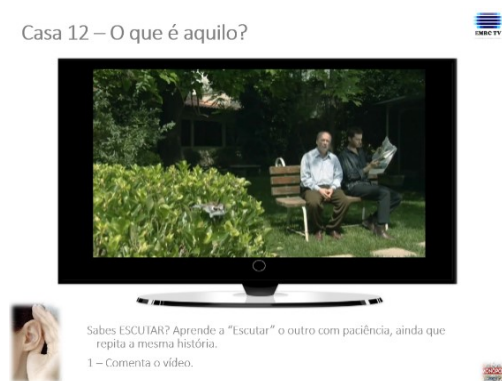 Casa 12 – O que é aquilo?
EMRC TV
Sabes ESCUTAR? Aprende a “Escutar” o outro com paciência, ainda que
repita a mesma história.
1 – Comenta o vídeo.